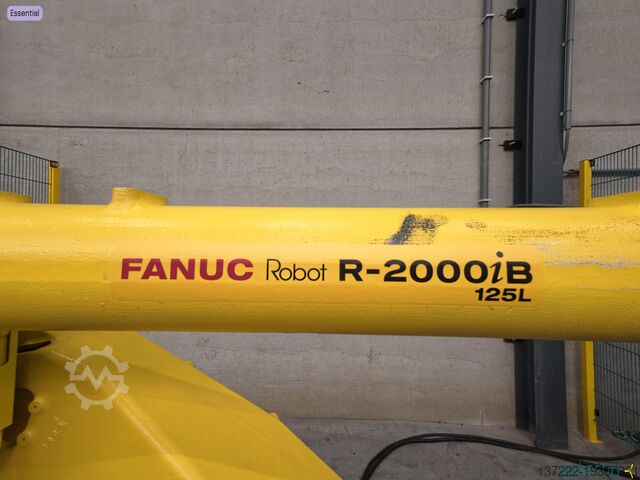 Essential
FANUC Robot R-2000iB
125L